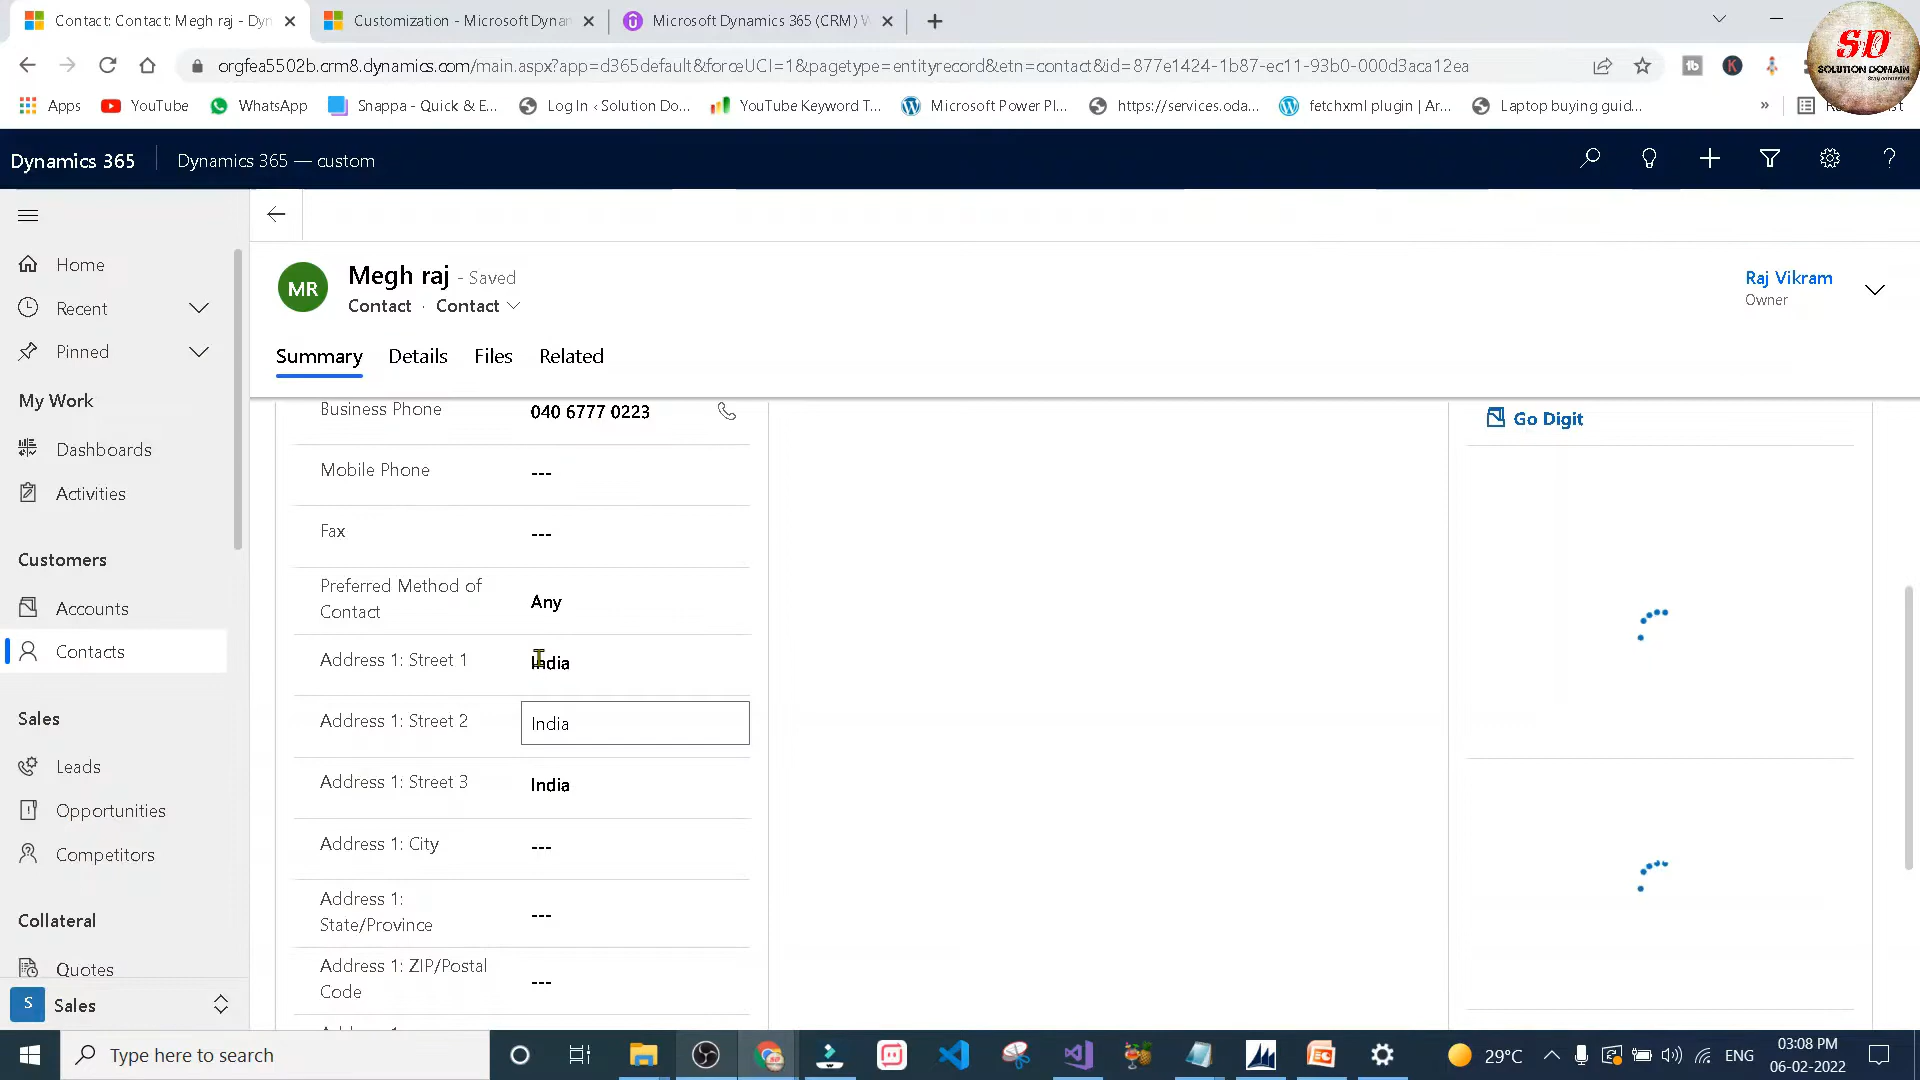 Contact: Contact: Megh raj - Dyn
Customization - Microsoft Dynan
Microsoft Dynamics 365 (CRM) V
orgfea5502b.crm8.dynamics.com/main.aspx?app=d365default&forceUCI=1&pagetype=entityrecord&etn=contact&id=877e1424-1b87-ec11-93b0-000d3aca12ea
SD
SOLUTION DOMAIN
Stay connected
Apps
YouTube
WhatsApp
Snappa - Quick & E...
Log In ‹ Solution Do...
YouTube Keyword T...
Microsoft Power Pl...
https://services.oda...
fetchxml plugin | Ar...
Laptop buying guid...
»
Dynamics 365
Dynamics 365 — custom
Home
Recent
Pinned
My Work
Dashboards
Activities
Customers
Accounts
Contacts
Sales
Leads
Opportunities
Competitors
Collateral
Quotes
S Sales
MR
Megh raj - Saved
Contact · Contact
Raj Vikram
Owner
Summary Details Files Related
Business Phone 040 6777 0223
Mobile Phone ---
Fax ---
Preferred Method of
Contact
Any
Address 1: Street 1 India
Address 1: Street 2 India
Address 1: Street 3 India
Address 1: City ---
Address 1:
State/Province
---
Address 1: ZIP/Postal
Code
---
Go Digit
Type here to search
29°C
ENG
03:08 PM
06-02-2022